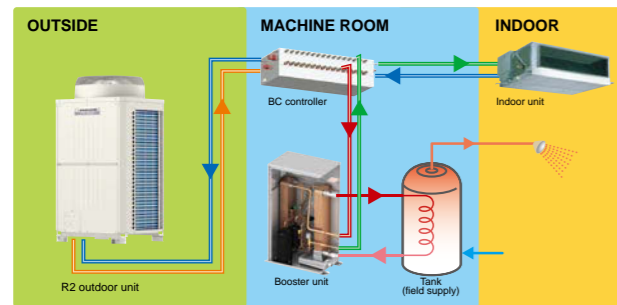 OUTSIDE
MACHINE ROOM
INDOOR
BC controller
Indoor unit
R2 outdoor unit
Booster unit
Tank
(field supply)